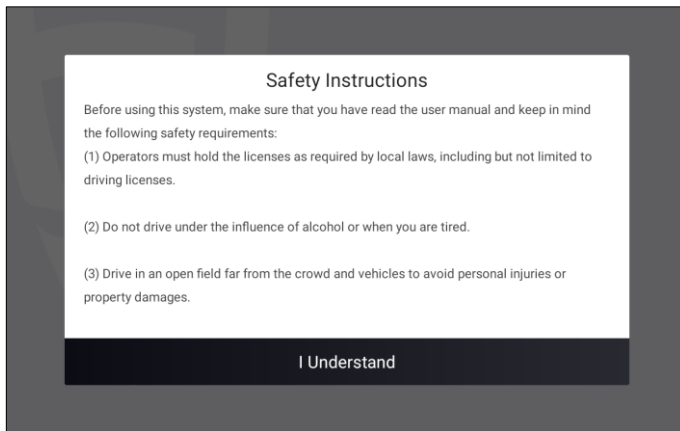 Safety Instructions
Before using this system, make sure that you have read the user manual and keep in mind
the following safety requirements:
(1) Operators must hold the licenses as required by local laws, including but not limited to
driving licenses.
(2) Do not drive under the influence of alcohol or when you are tired.
(3) Drive in an open field far from the crowd and vehicles to avoid personal injuries or
property damages.
I Understand